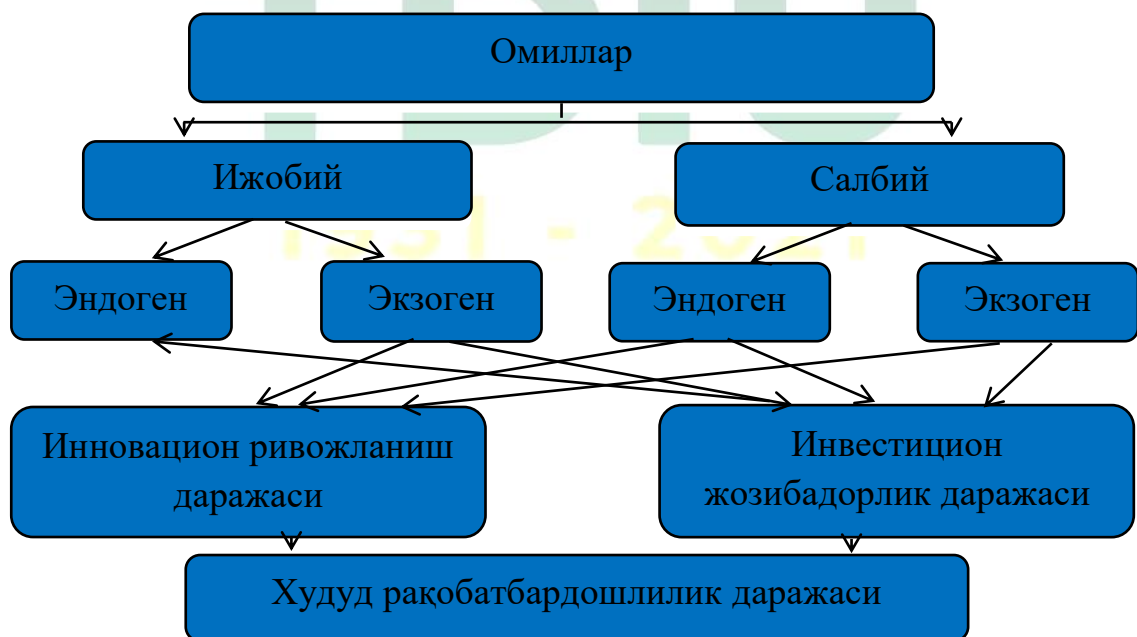 Омиллар
Ижобий
Салбий
Эндоген
Экзоген
Эндоген
Экзоген
Инновацион ривожланиш
даражаси
Инвестицион
жозибадорлик даражаси
Худуд рақобатбардошлилик даражаси